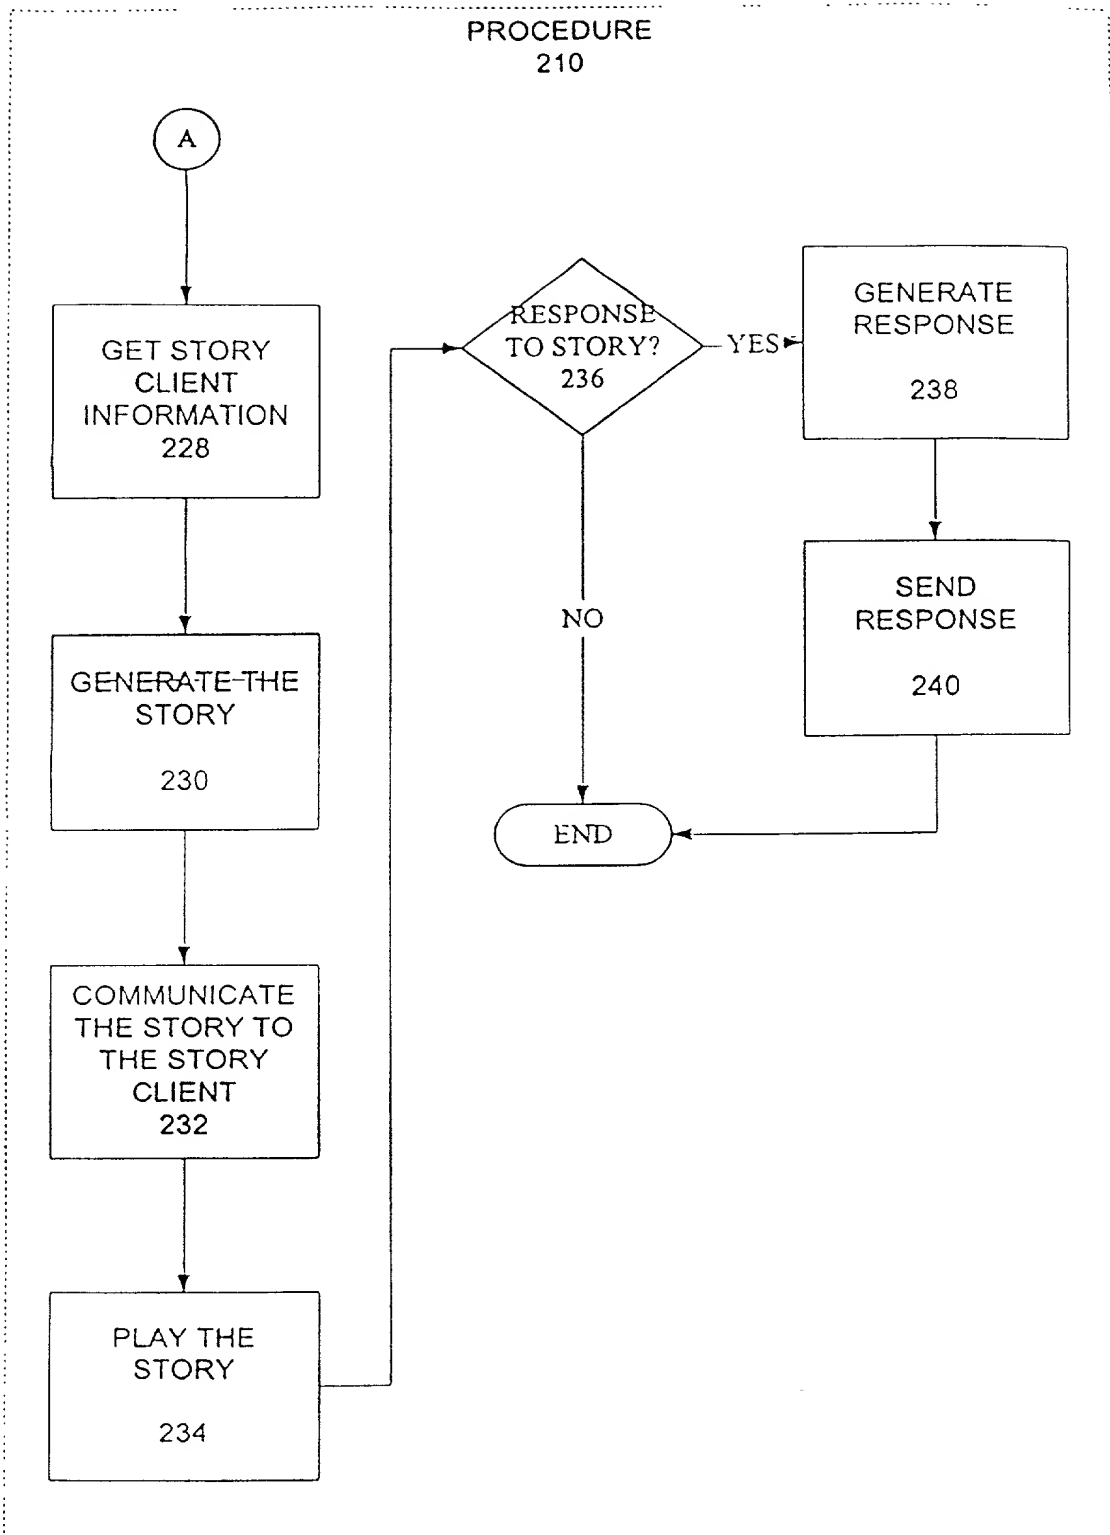 PROCEDURE
210
A
GET STORY
CLIENT
INFORMATION
228
GENERATE THE
STORY
230
COMMUNICATE
THE STORY TO
THE STORY
CLIENT
232
PLAY THE
STORY
234
RESPONSE
TO STORY?
236
YES
NO
GENERATE
RESPONSE
238
SEND
RESPONSE
240
END